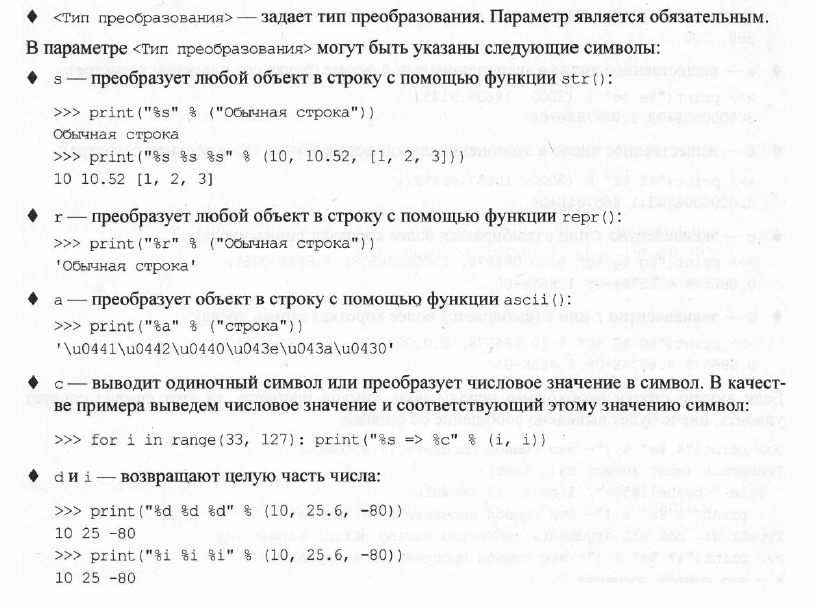 ♦ <Тип преобразования> — задает тип преобразования. Параметр является обязательным.
В параметре <Тип преобразования> могут быть указаны следующие символы:
♦ s — преобразует любой объект в строку с помощью функции str():
>>> print("%s" % ("Обычная строка"))
Обычная строка
>>> print("%s %s %s" % (10, 10.52, [1, 2, 3]))
10 10.52 [1, 2, 3]
♦ r — преобразует любой объект в строку с помощью функции repr():
>>> print("%r" % ("Обычная строка"))
'Обычная строка'
♦ a — преобразует объект в строку с помощью функции ascii():
>>> print("%a" % ("строка"))
'\u0441\u0442\u0440\u043e\u043a\u0430'
♦ c — выводит одиночный символ или преобразует числовое значение в символ. В качест-
ве примера выведем числовое значение и соответствующий этому значению символ:
>>> for i in range(33, 127): print("%s => %c" % (i, i))
♦ d и i — возвращают целую часть числа:
>>> print("%d %d %d" % (10, 25.6, -80))
10 25 -80
>>> print("%i %i %i" % (10, 25.6, -80))
10 25 -80